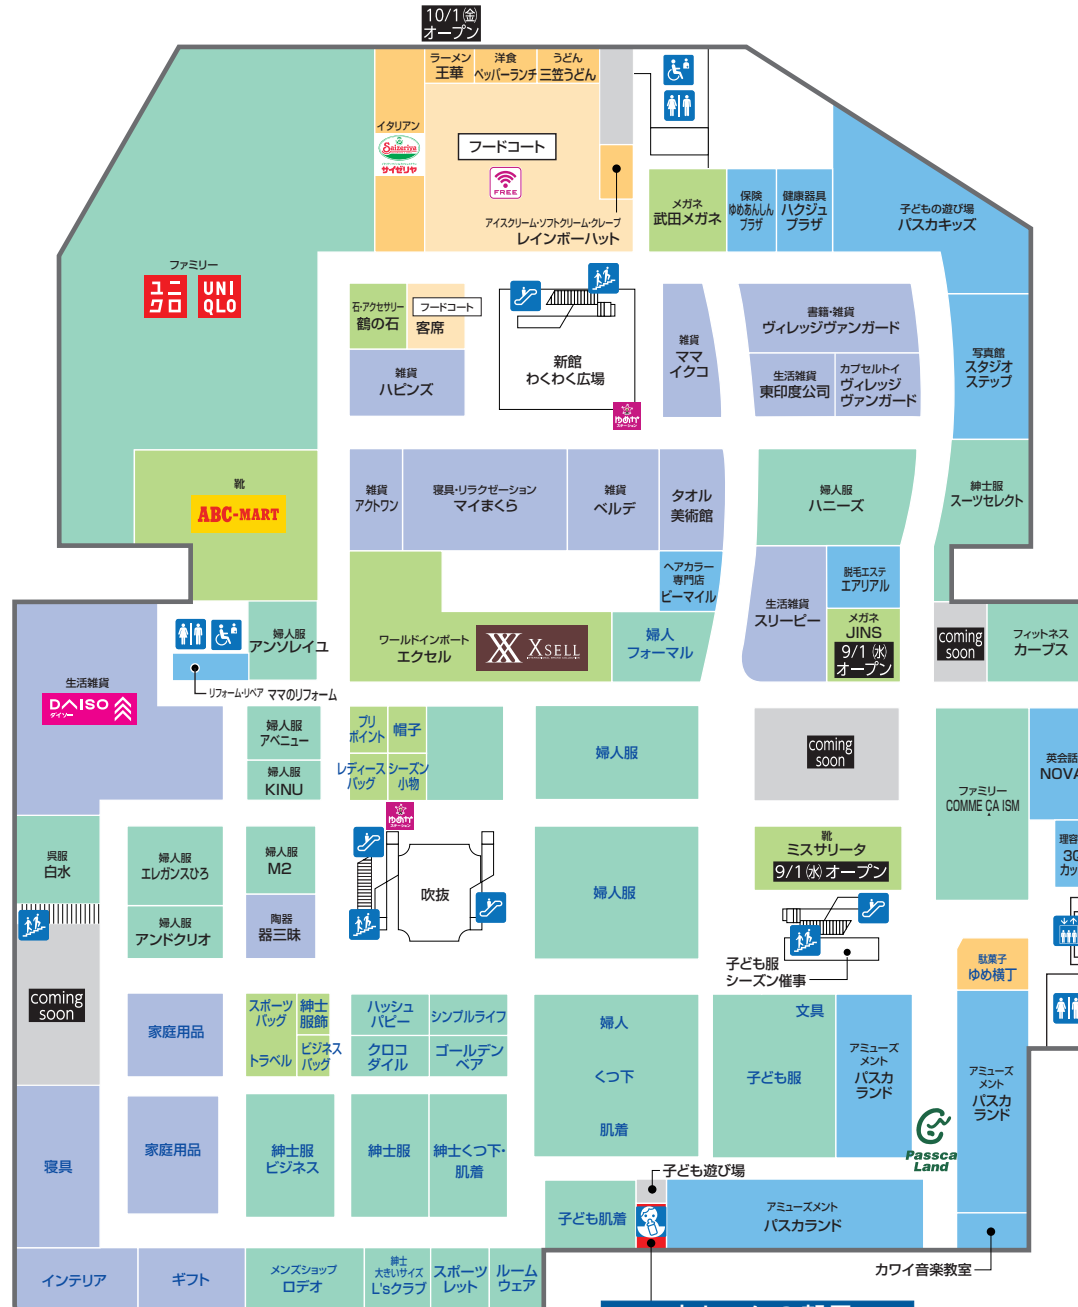 10/1㊎
オープン
ラーメン
王華
洋食
ペッパーランチ
うどん
三笠うどん
イタリアン
Saizeriya
サイゼリヤ
フードコート
FREE
アイスクリーム・ソフトクリーム・クレープ
レインボーハット
メガネ
武田メガネ
保険
ゆめあんしん
プラザ
健康器具
ハクジュ
プラザ
子どもの遊び場
パスカキッズ
ファミリー
ユニ
クロ
UNI
QLO
石・アクセサリー
鶴の石
フードコート
客席
雑貨
ハピンズ
新館
わくわく広場
ゆめか
ステーション
雑貨
ママ
イクコ
書籍・雑貨
ヴィレッジヴァンガード
生活雑貨
東印度公司
カプセルトイ
ヴィレッジ
ヴァンガード
写真館
スタジオ
ステップ
靴
ABC-MART
雑貨
アクトワン
寝具・リラクゼーション
マイまくら
雑貨
ベルデ
タオル
美術館
婦人服
ハニーズ
紳士服
スーツセレクト
ヘアカラー
専門店
ビーマイル
生活雑貨
スリーピー
脱毛エステ
エアリアル
メガネ
JINS
9/1㊌
オープン
coming
soon
フィットネス
カーブス
婦人服
アンソレイユ
ワールドインポート
エクセル
XSELL
婦人
フォーマル
生活雑貨
DAISO
ダイソー
リフォーム・リペア ママのリフォーム
婦人服
アベニュー
婦人服
KINU
プリ
ポイント
帽子
レディース
バッグ
シーズン
小物
婦人服
coming
soon
ファミリー
COMME CA ISM
英会話
NOVA
呉服
白水
婦人服
エレガンスひろ
婦人服
M2
ゆめか
ステーション
吹抜
婦人服
靴
ミスサリータ
9/1㊌オープン
理容
カッ
婦人服
アンドクリオ
陶器
器三昧
子ども服
シーズン催事
駄菓子
ゆめ横丁
coming
soon
家庭用品
スポーツ
バッグ
紳士
服飾
トラベル
ビジネス
バッグ
ハッシュ
パピー
シンプルライフ
クロコ
ダイル
ゴールデン
ベア
婦人
くつ下
肌着
文具
子ども服
アミューズ
メント
パスカ
ランド
アミューズ
メント
パスカ
ランド
Passca
Land
寝具
家庭用品
紳士服
ビジネス
紳士服
紳士くつ下・
肌着
子ども遊び場
子ども肌着
アミューズメント
パスカランド
カワイ音楽教室
インテリア
ギフト
メンズショップ
ロデオ
紳士
大きいサイズ
L'sクラブ
スポーツ
レット
ルーム
ウェア